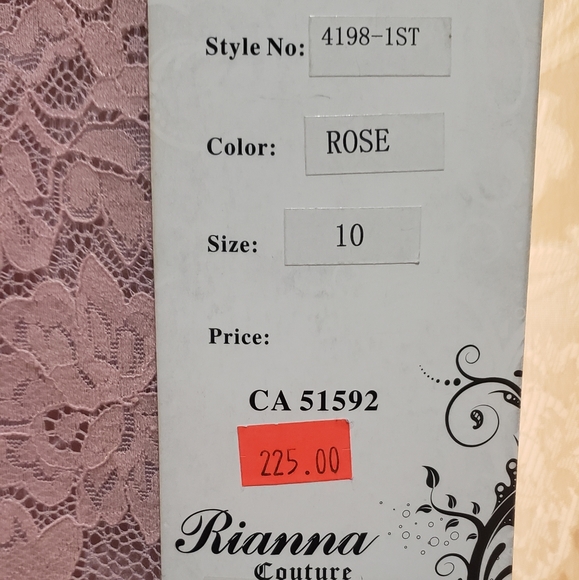 Style No: 4198-1ST
Color: ROSE
Size: 10
Price:
CA 51592
225.00
Rianna
Couture